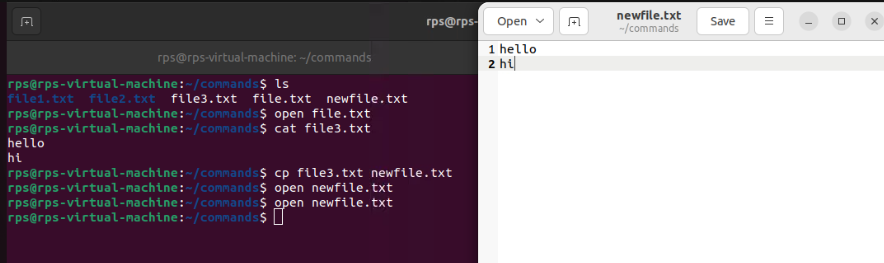 rps@rps-
rps@rps-virtual-machine: ~/commands
rps@rps-virtual-machine:~/commands$ ls
file1.txt  file2.txt  file3.txt  file.txt  newfile.txt
rps@rps-virtual-machine:~/commands$ open file.txt
rps@rps-virtual-machine:~/commands$ cat file3.txt
hello
hi
rps@rps-virtual-machine:~/commands$ cp file3.txt newfile.txt
rps@rps-virtual-machine:~/commands$ open newfile.txt
rps@rps-virtual-machine:~/commands$ open newfile.txt
rps@rps-virtual-machine:~/commands$
Open
newfile.txt
~/commands
Save
1 hello
2 hi